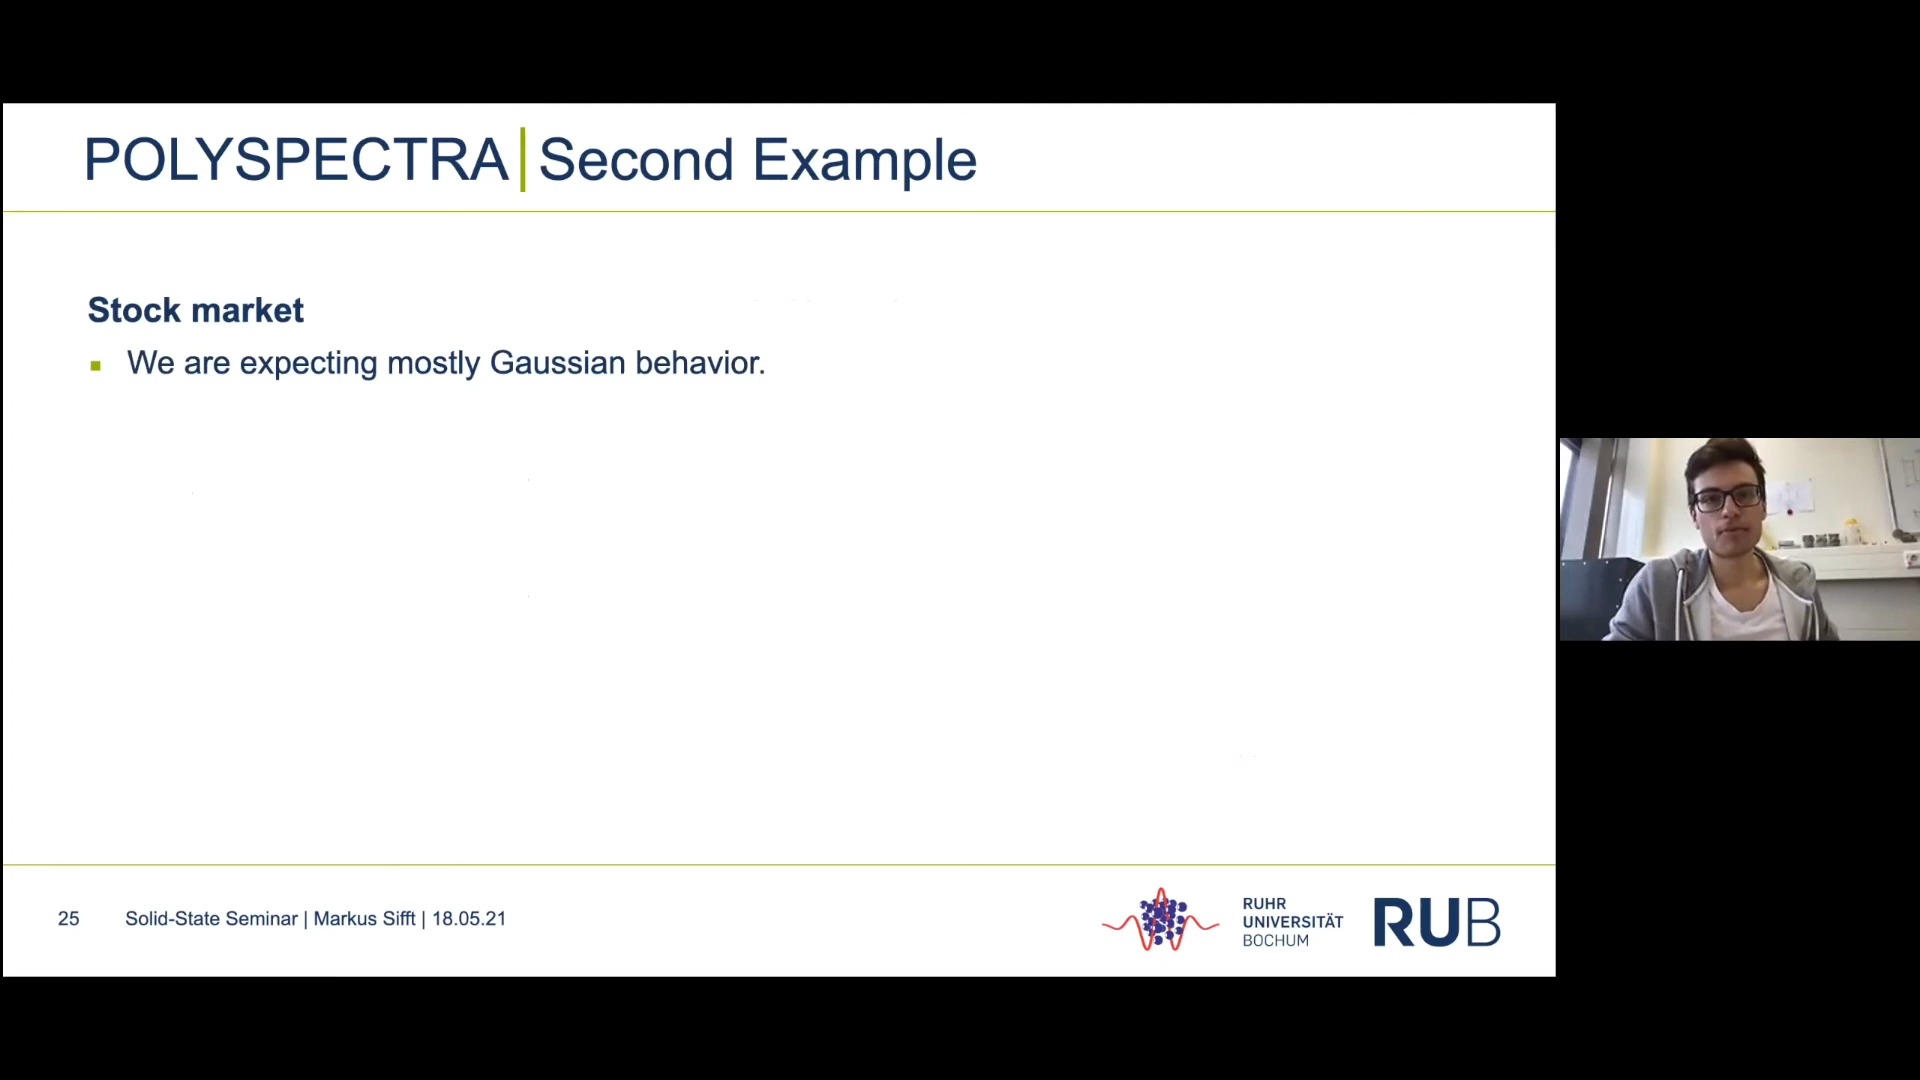 POLYSPECTRA Second Example
Stock market
We are expecting mostly Gaussian behavior.
25 Solid-State Seminar | Markus Sifft | 18.05.21
RUHR
UNIVERSITÄT
BOCHUM
RUB